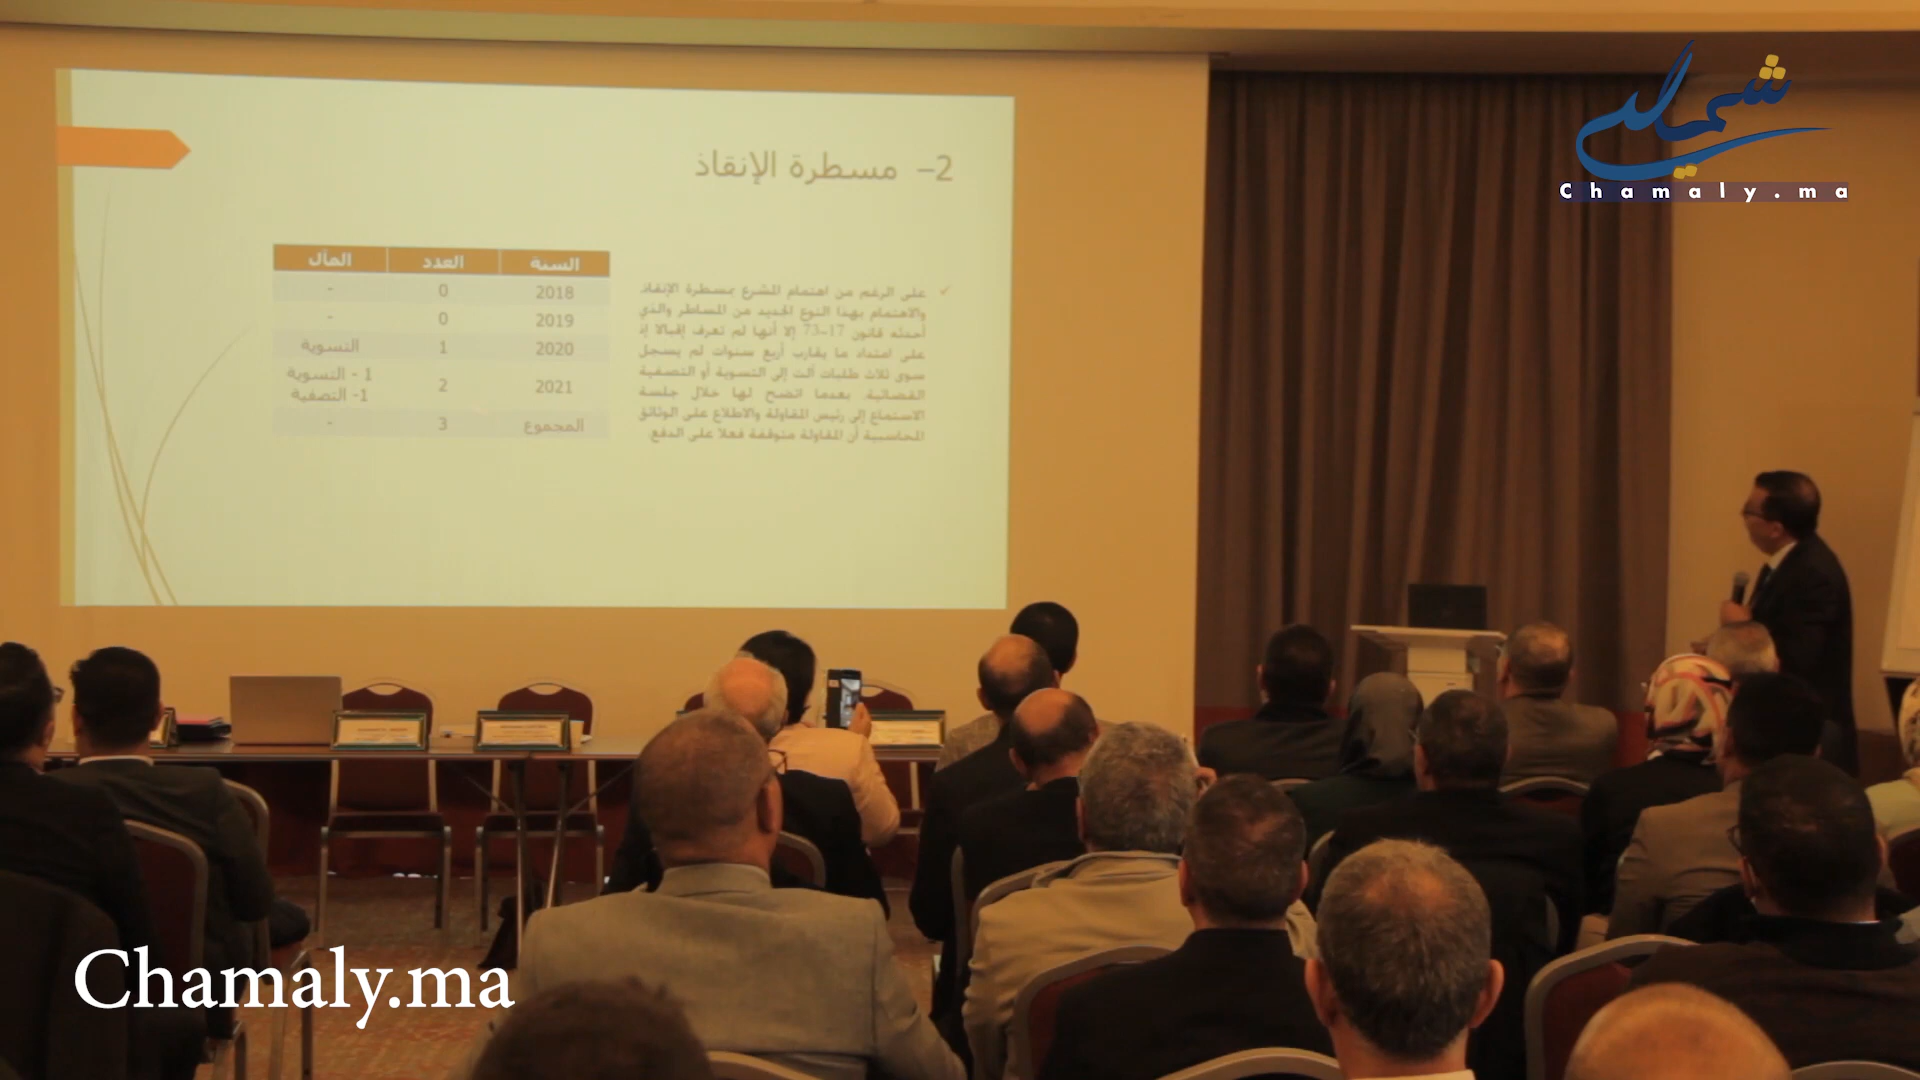 شمالي
Chamaly.ma
2– مسطرة الإنقاذ
السنة العدد المآل
2018 0 -
2019 0 -
2020 1 التسوية
2021 2 1 - التسوية
1- التصفية
المجموع 3 -
على الرغم من اهتمام المشرع بمسطرة الإنقاذ
والاهتمام بهذا النوع الجديد من المساطر والذي
أحدثه قانون 17-73 إلا أنها لم تعرف إقبالا إذ
على امتداد ما يقارب أربع سنوات لم يسجل
سوى ثلاث طلبات آلت إلى التسوية أو التصفية
القضائية. بعدما اتضح لها خلال جلسة
الاستماع إلى رئيس المقاولة والاطلاع على الوثائق
المحاسبية أن المقاولة متوقفة فعلا على الدفع.
Chamaly.ma